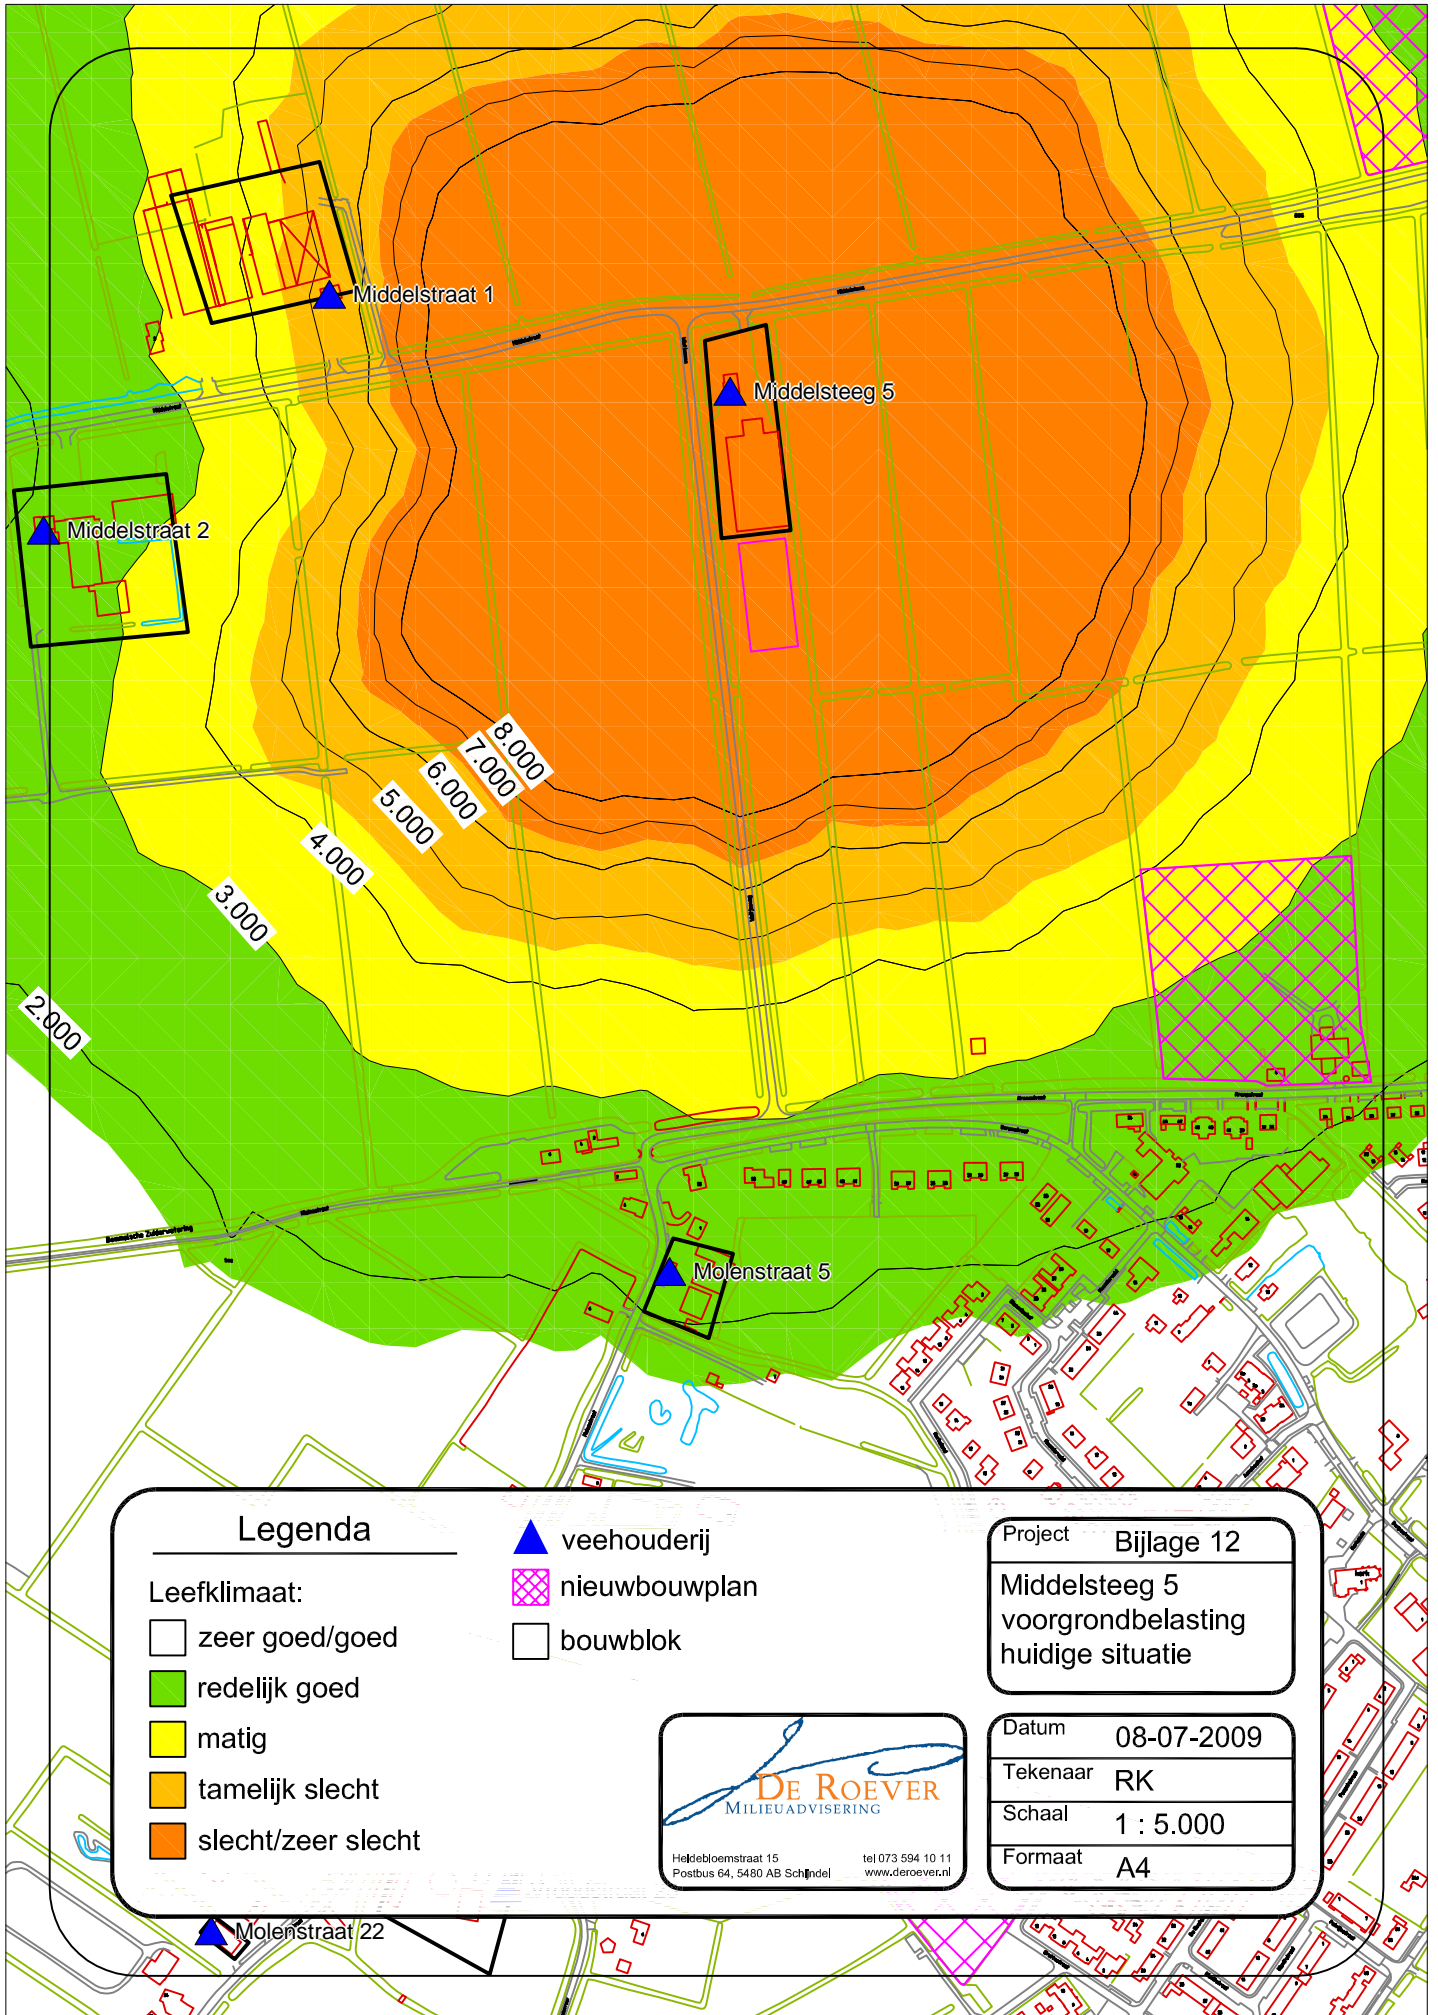 Middelstraat 1
Middelsteeg 5
Middelstraat 2
8.000
7.000
6.000
5.000
4.000
3.000
2.000
Molenstraat 5
Legenda
Leefklimaat:
zeer goed/goed
redelijk goed
matig
tamelijk slecht
slecht/zeer slecht
veehouderij
nieuwbouwplan
bouwblok
Project Bijlage 12
Middelsteeg 5
voorgrondbelasting
huidige situatie
DE ROEVER
MILIEUADVISERING
Heldebloemstraat 15 tel 073 594 10 11
Postbus 64, 5480 AB Schijndel www.deroever.nl
Datum 08-07-2009
Tekenaar RK
Schaal 1 : 5.000
Formaat A4
Molenstraat 22